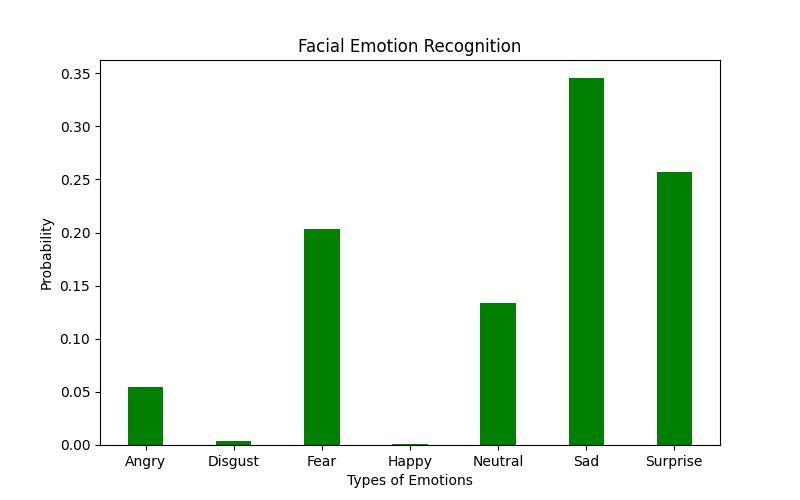 Facial Emotion Recognition
0.35
0.30
0.25
0.20
0.15
0.10
0.05
0.00
Probability
Angry Disgust Fear Happy Neutral Sad Surprise
Types of Emotions